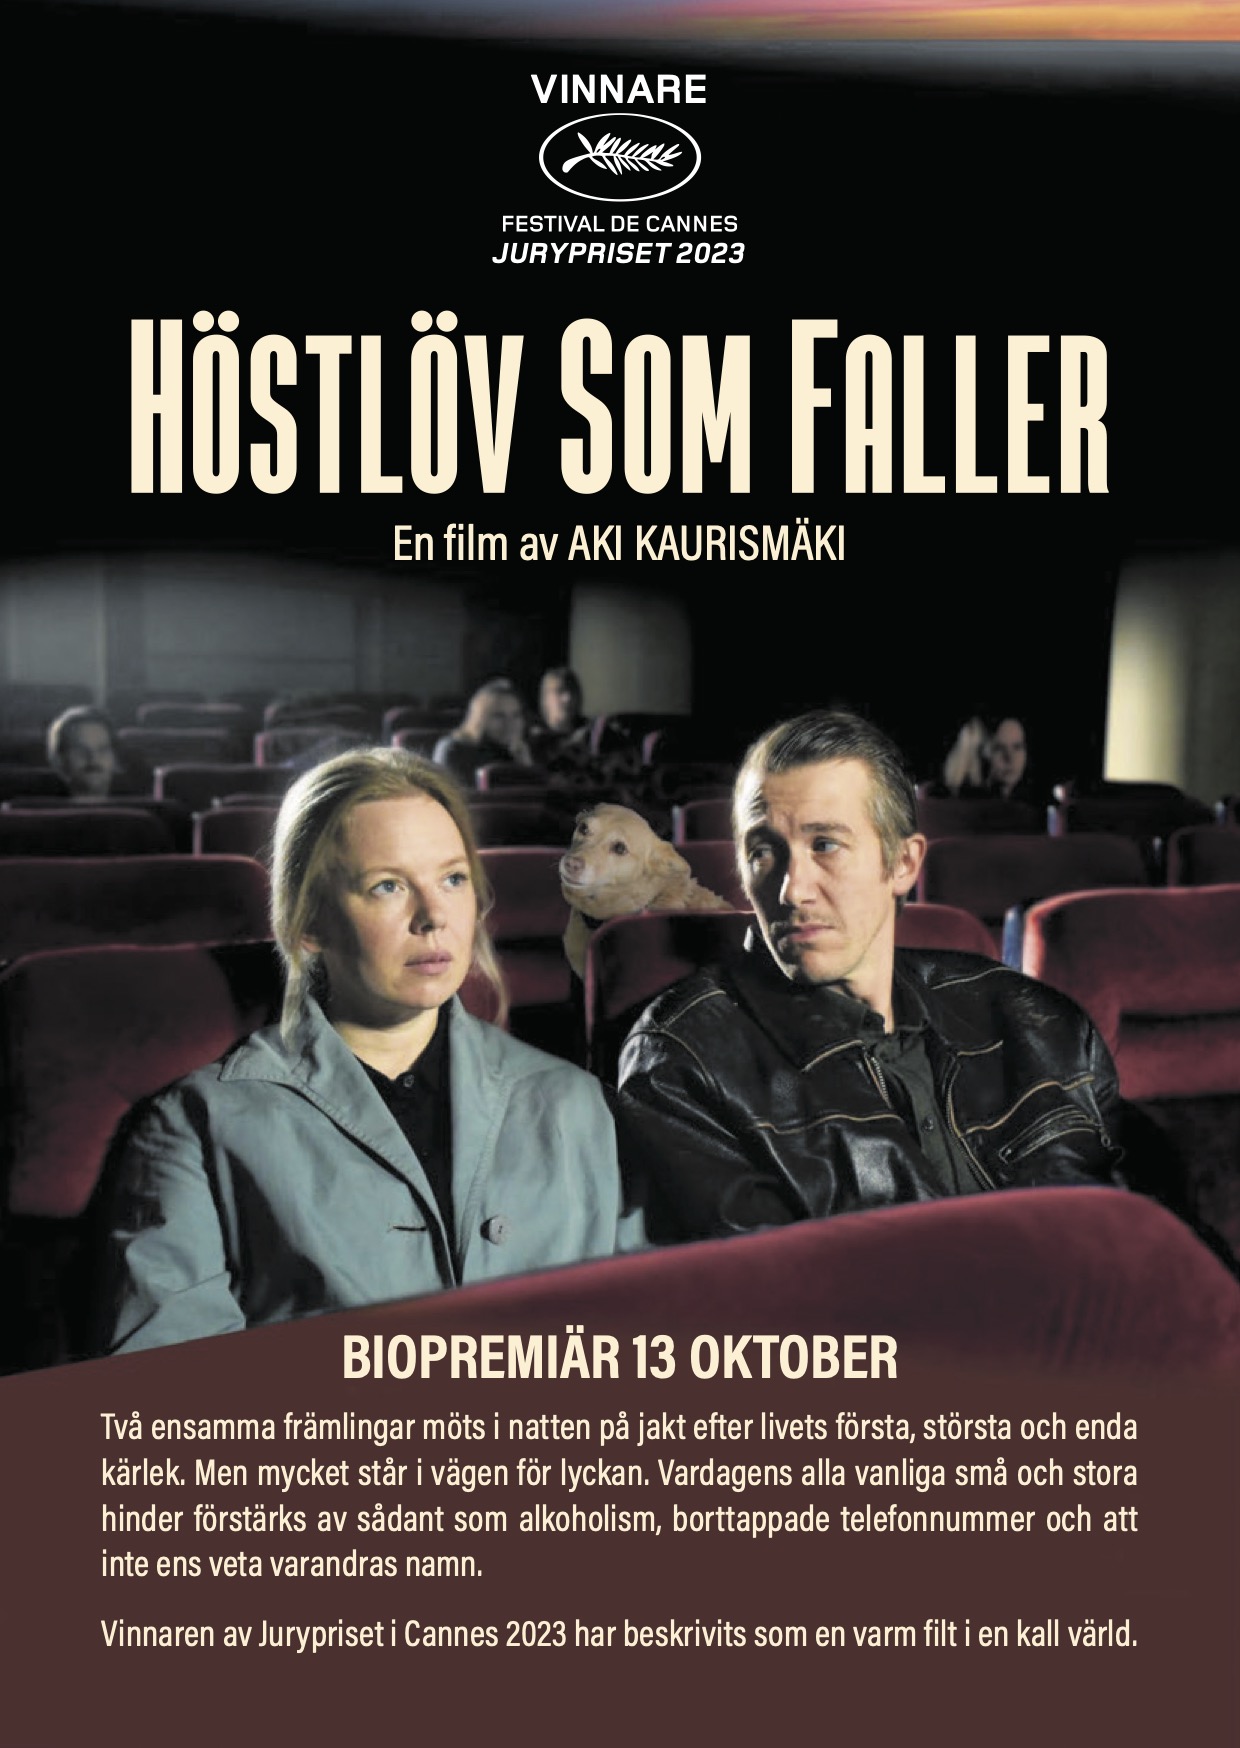 VINNARE
FESTIVAL DE CANNES
JURYPRISET 2023
HÖSTLÖV SOM FALLER
En film av AKI KAURISMÄKI
BIOPREMIÄR 13 OKTOBER
Två ensamma främlingar möts i natten på jakt efter livets första, största och enda
kärlek. Men mycket står i vägen för lyckan. Vardagens alla vanliga små och stora
hinder förstärks av sådant som alkoholism, borttappade telefonnummer och att
inte ens veta varandras namn.
Vinnaren av Jurypriset i Cannes 2023 har beskrivits som en varm filt i en kall värld.